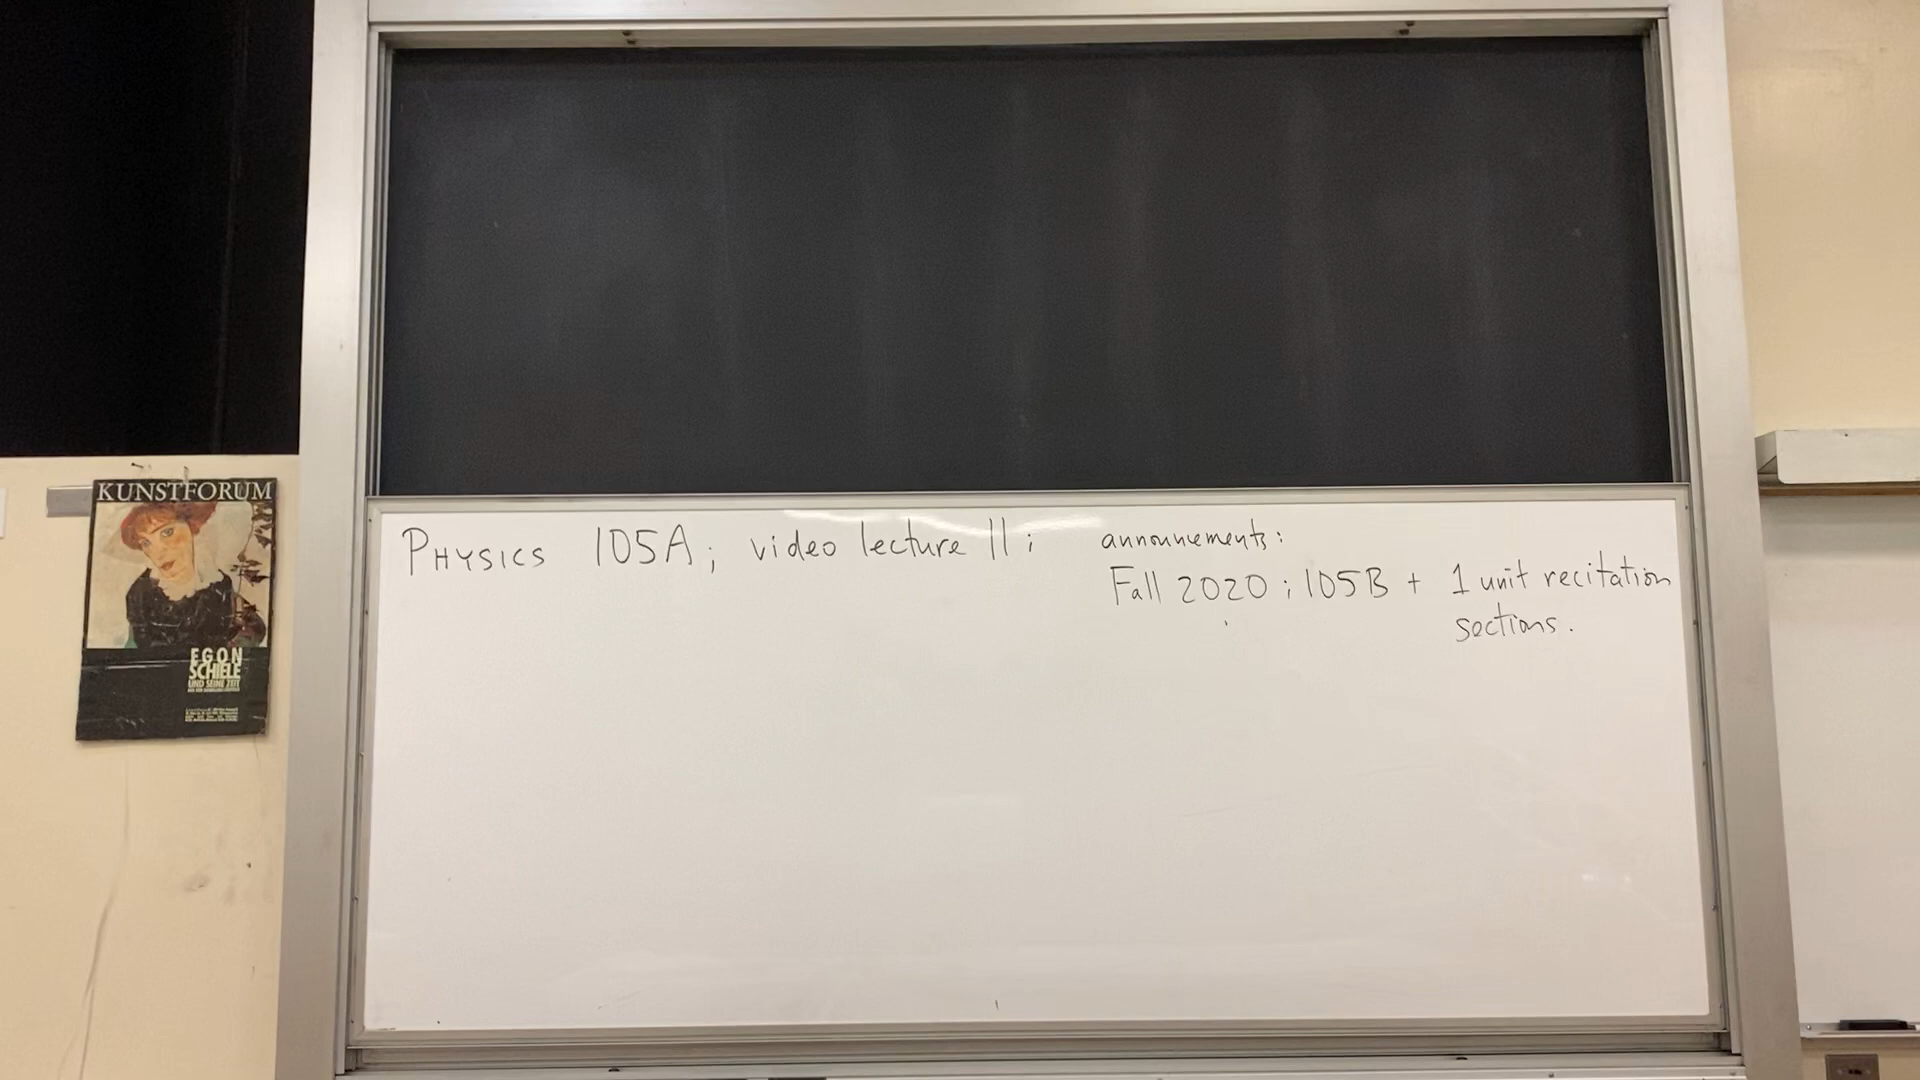 Physics 105A; video lecture 11;
announcements:
Fall 2020; 105B + 1 unit recitation
sections.
KUNSTFORUM
EGON
SCHIELE
UND SEINE ZEIT